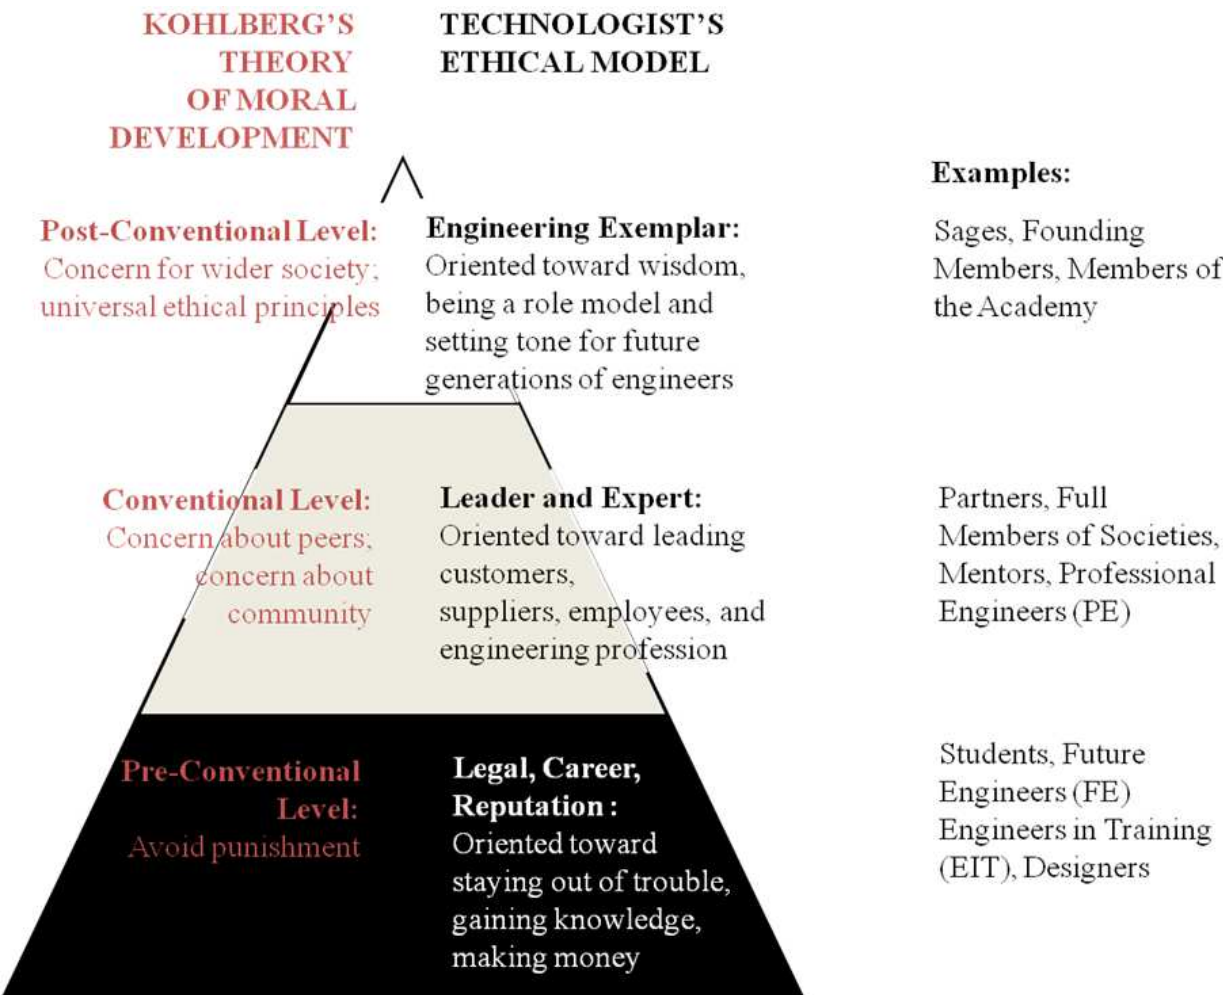 KOHLBERG'S
THEORY
OF MORAL
DEVELOPMENT
TECHNOLOGIST'S
ETHICAL MODEL
Examples:
Post-Conventional Level:
Concern for wider society;
universal ethical principles
Engineering Exemplar:
Oriented toward wisdom,
being a role model and
setting tone for future
generations of engineers
Sages, Founding
Members, Members of
the Academy
Conventional Level:
Concern about peers;
concern about
community
Leader and Expert:
Oriented toward leading
customers,
suppliers, employees, and
engineering profession
Partners, Full
Members of Societies,
Mentors, Professional
Engineers (PE)
Pre-Conventional
Level:
Avoid punishment
Legal, Career,
Reputation :
Oriented toward
staying out of trouble,
gaining knowledge,
making money
Students, Future
Engineers (FE)
Engineers in Training
(EIT), Designers